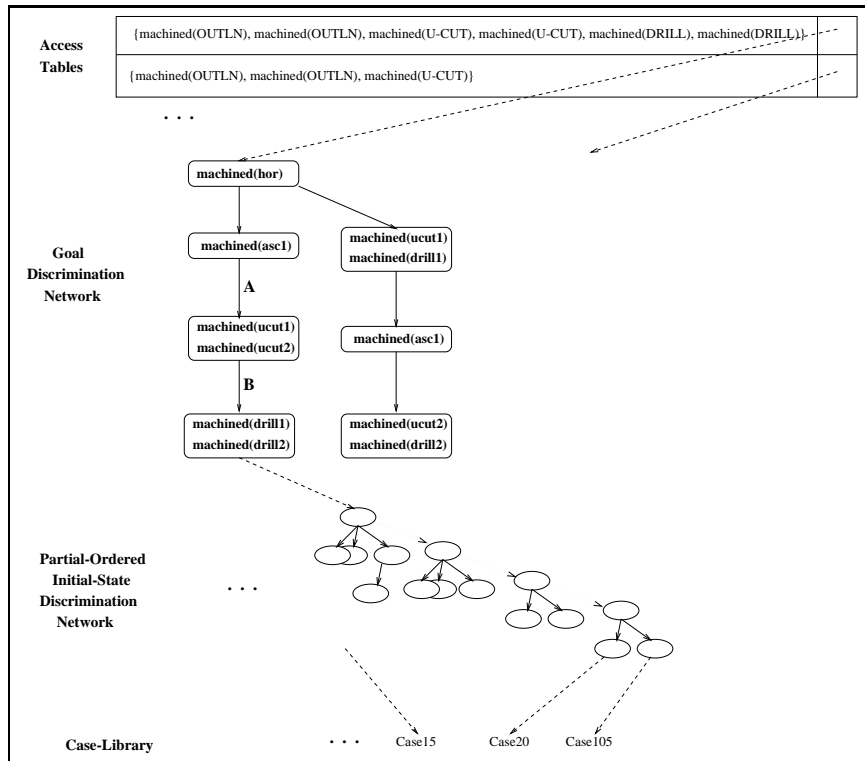 Access
Tables
{machined(OUTLN), machined(OUTLN), machined(U-CUT), machined(U-CUT), machined(DRILL), machined(DRILL)}
{machined(OUTLN), machined(OUTLN), machined(U-CUT)}
. . .
machined(hor)
Goal
Discrimination
Network
machined(asc1)
machined(ucut1)
machined(drill1)
A
machined(ucut1)
machined(ucut2)
machined(asc1)
B
machined(drill1)
machined(drill2)
machined(ucut2)
machined(drill2)
Partial-Ordered
Initial-State
Discrimination
Network
. . .
Case-Library
. . .
Case15
Case20
Case105